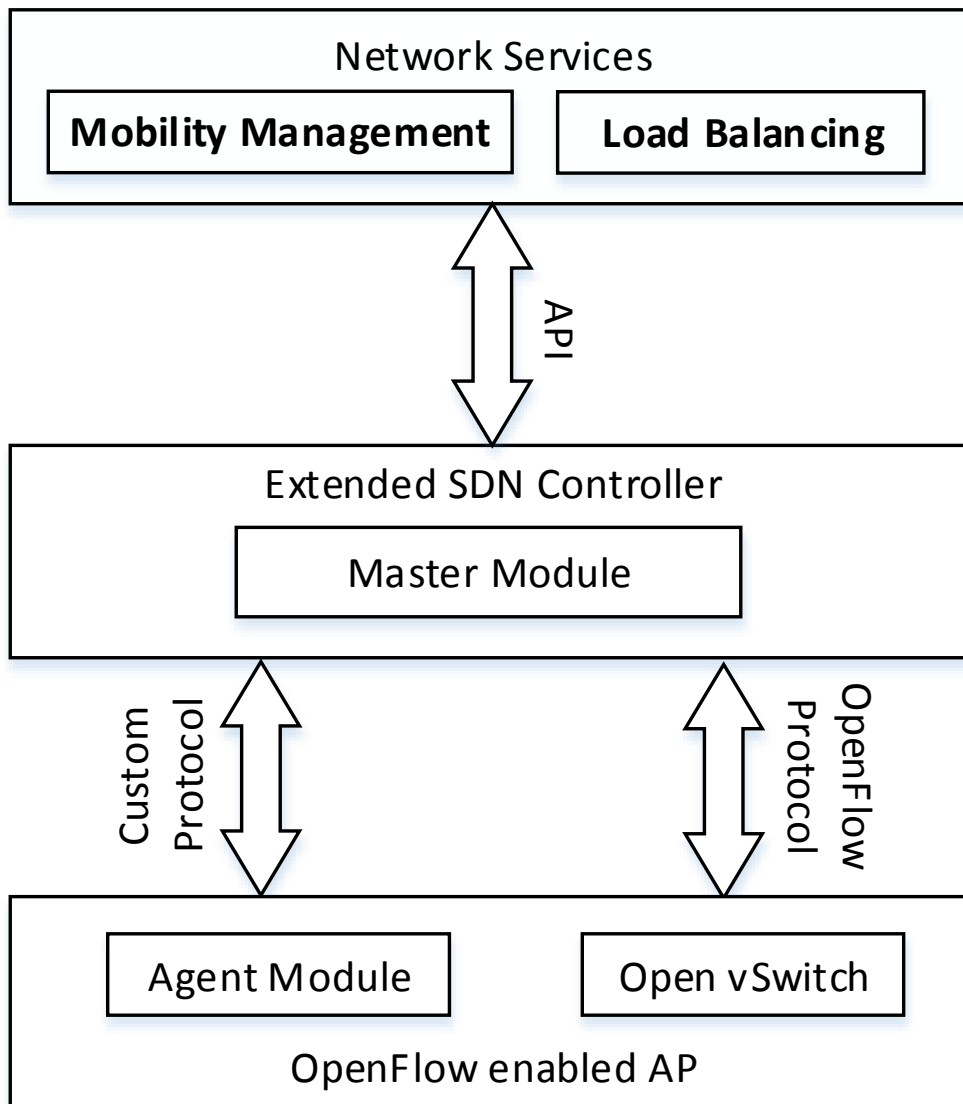 Network Services
Mobility Management
Load Balancing
API
Extended SDN Controller
Master Module
Custom
Protocol
OpenFlow
Protocol
Agent Module
Open vSwitch
OpenFlow enabled AP